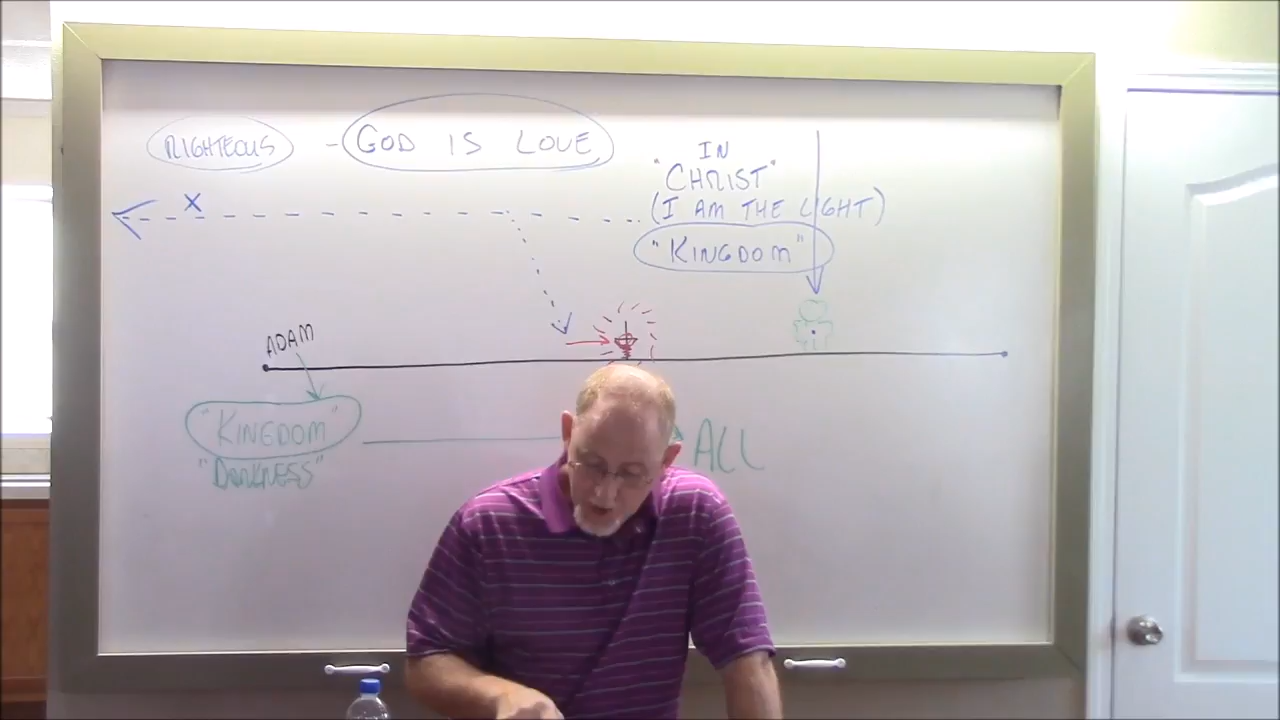 RIGHTEOUS - GOD IS LOVE
IN
"CHRIST"
(I AM THE LIGHT)
"KINGDOM"
X
ADAM
"KINGDOM"
"DARKNESS"
ALL